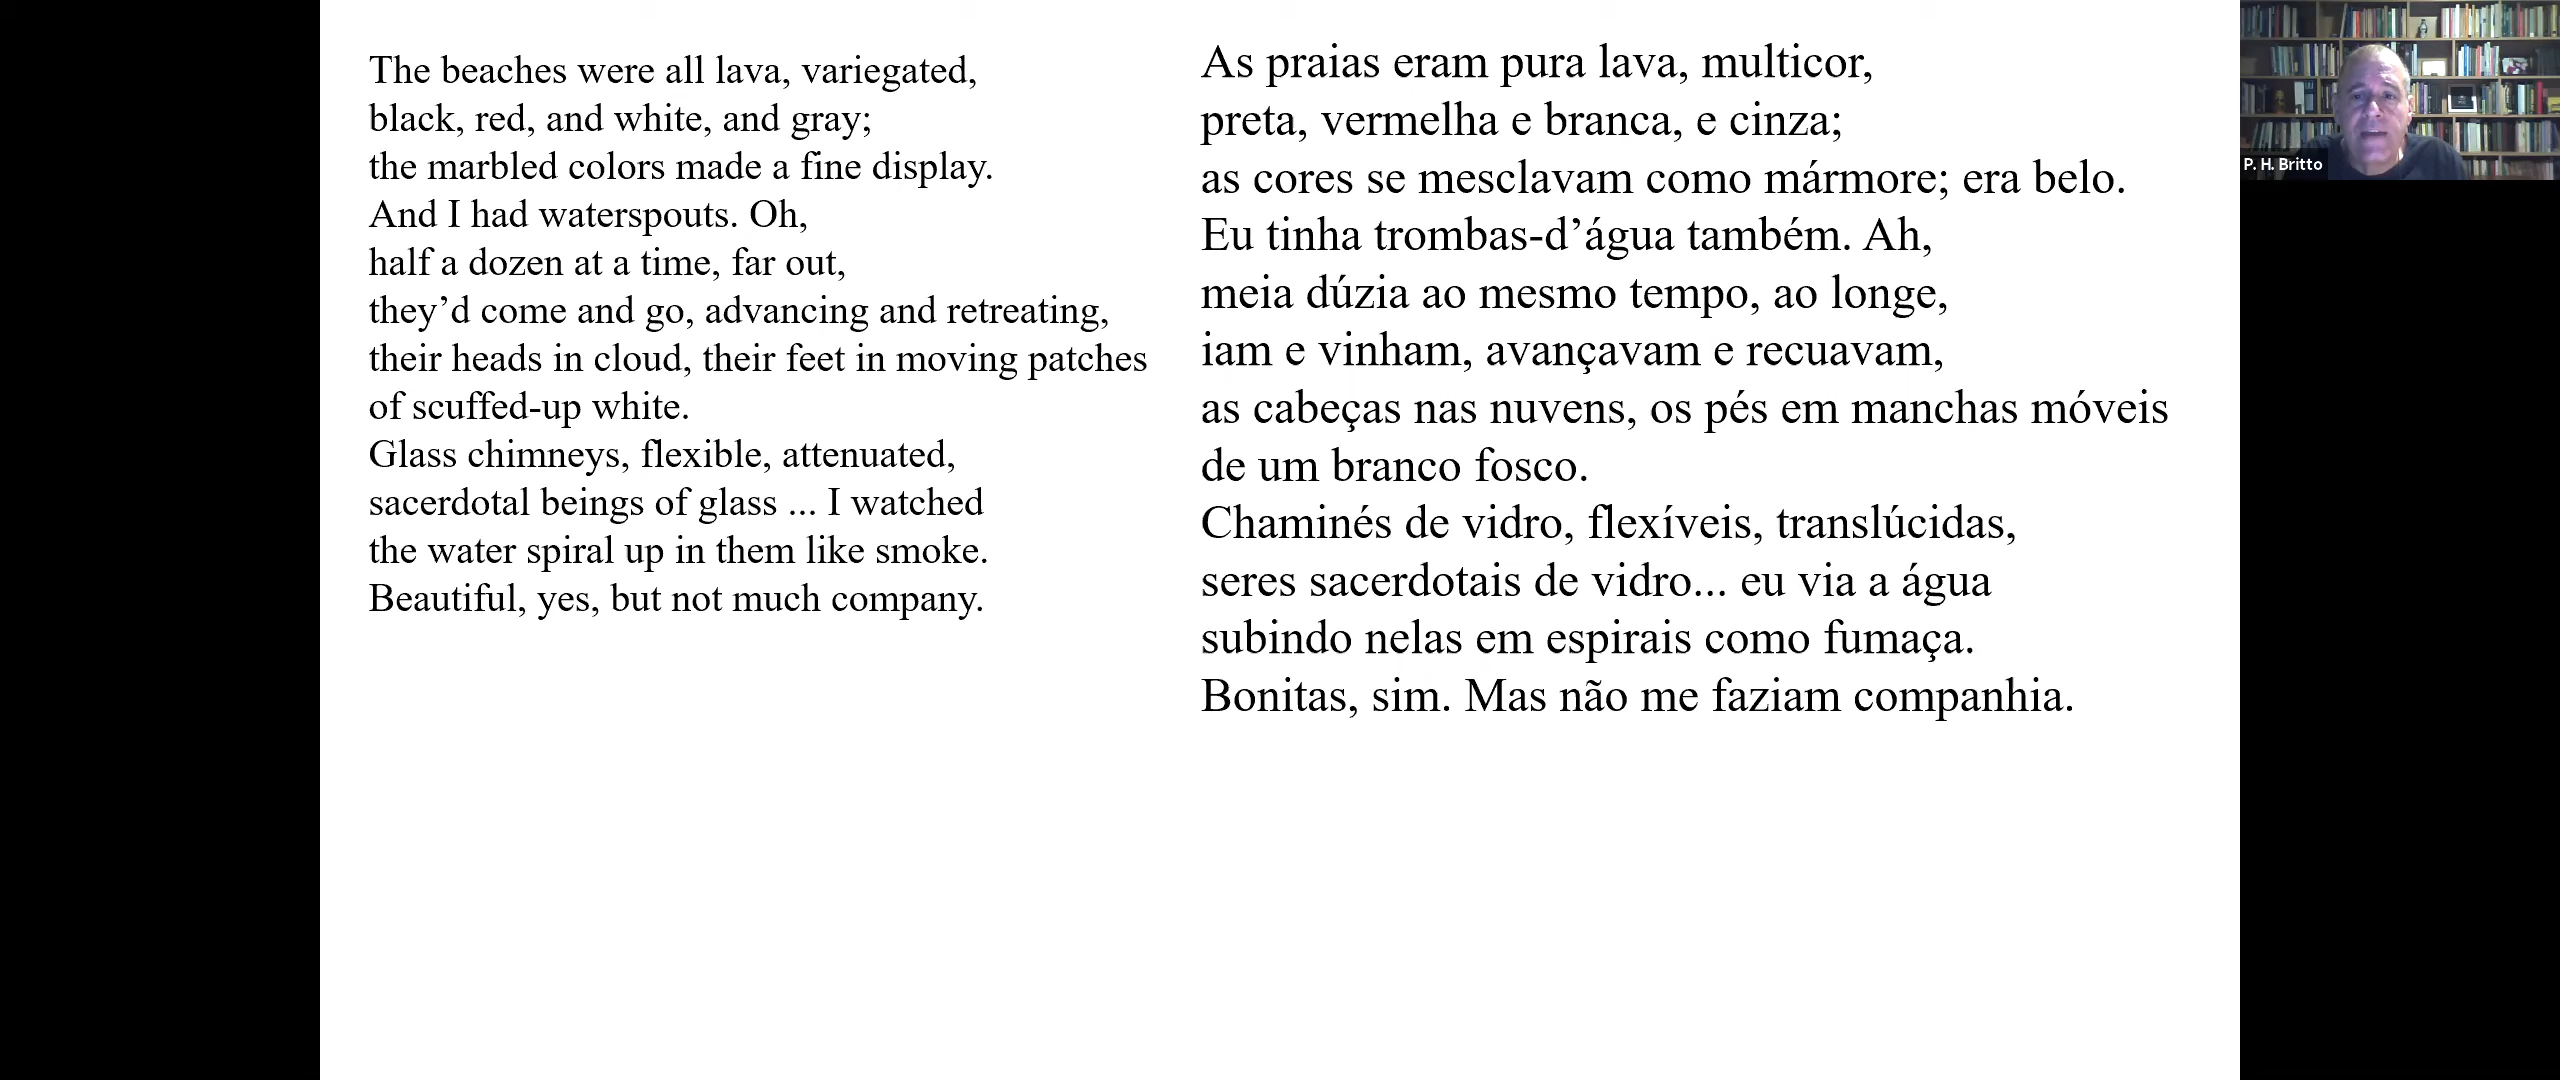 The beaches were all lava, variegated,
black, red, and white, and gray;
the marbled colors made a fine display.
And I had waterspouts. Oh,
half a dozen at a time, far out,
they’d come and go, advancing and retreating,
their heads in cloud, their feet in moving patches
of scuffed-up white.
Glass chimneys, flexible, attenuated,
sacerdotal beings of glass ... I watched
the water spiral up in them like smoke.
Beautiful, yes, but not much company.
As praias eram pura lava, multicor,
preta, vermelha e branca, e cinza;
as cores se mesclavam como mármore; era belo.
Eu tinha trombas-d’água também. Ah,
meia dúzia ao mesmo tempo, ao longe,
iam e vinham, avançavam e recuavam,
as cabeças nas nuvens, os pés em manchas móveis
de um branco fosco.
Chaminés de vidro, flexíveis, translúcidas,
seres sacerdotais de vidro... eu via a água
subindo nelas em espirais como fumaça.
Bonitas, sim. Mas não me faziam companhia.
P. H. Britto